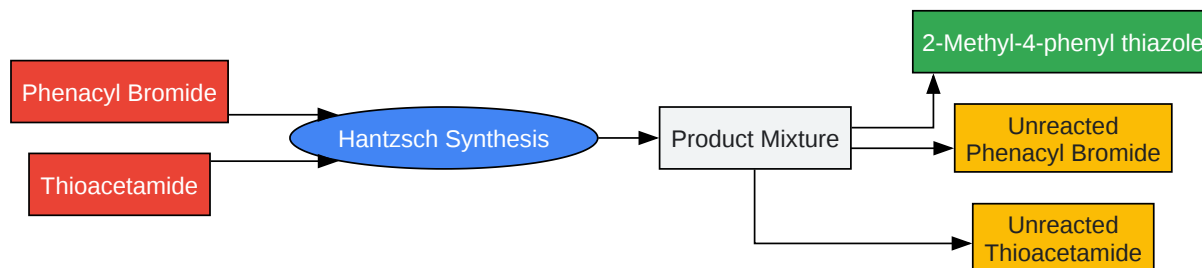 Phenacyl Bromide
Thioacetamide
Hantzsch Synthesis
Product Mixture
2-Methyl-4-phenyl thiazole
Unreacted
Phenacyl Bromide
Unreacted
Thioacetamide